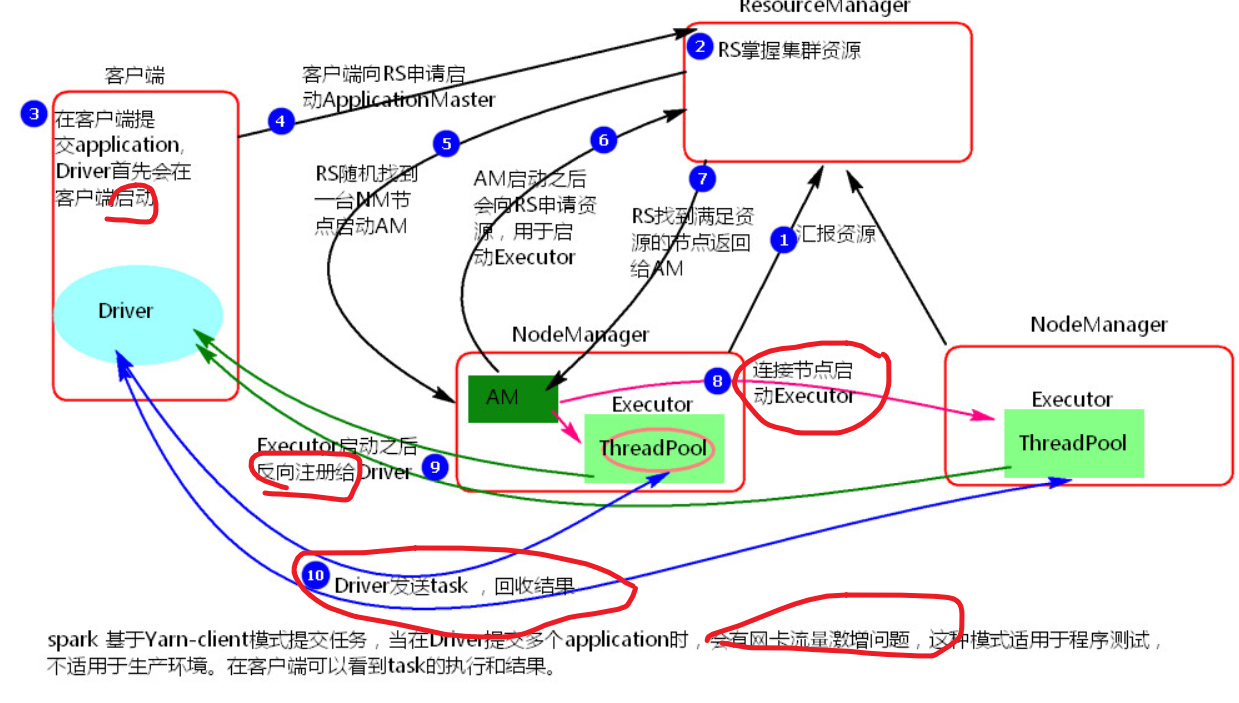 ResourceManager
2
RS掌握集群资源
客户端
3
在客户端提
交application,
Driver首先会在
客户端启动
客户端向RS申请启
动ApplicationMaster
4
5
RS随机找到
一台NM节
点启动AM
6
AM启动之后
会向RS申请资
源，用于启
动Executor
7
RS找到满足资
源的节点返回
给AM
1
汇报资源
Driver
NodeManager
AM
8
连接节点启
动Executor
Executor
ThreadPool
NodeManager
Executor
ThreadPool
Executor启动之后
反向注册给Driver
9
10
Driver发送task ，回收结果
spark 基于Yarn-client模式提交任务，当在Driver提交多个application时，会有网卡流量激增问题，这种模式适用于程序测试，
不适用于生产环境。在客户端可以看到task的执行和结果。